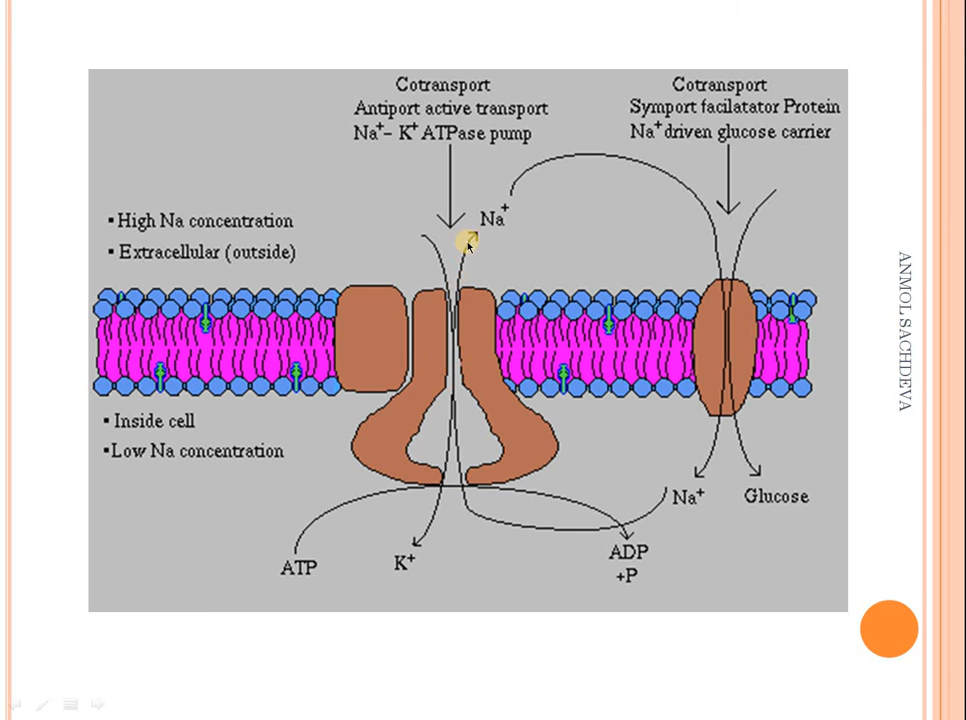 Cotransport
Antiport active transport
Na+– K+ ATPase pump
Cotransport
Symport facilatator Protein
Na+ driven glucose carrier
Na+
▪ High Na concentration
▪ Extracellular (outside)
▪ Inside cell
▪Low Na concentration
Na+
Glucose
ATP
K+
ADP
+P
ANMOL SACHDEVA